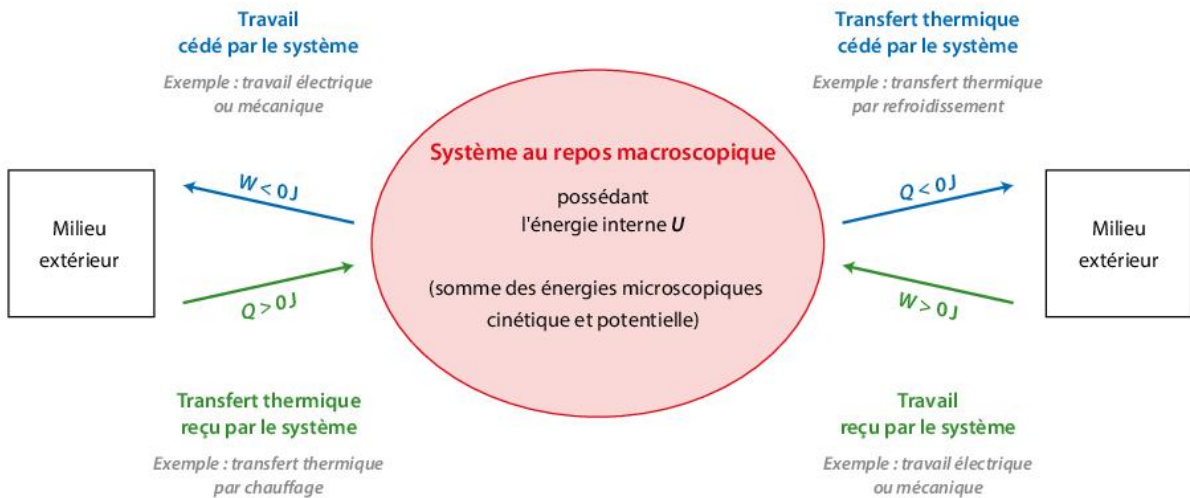 Travail
cédé par le système
Exemple : travail électrique
ou mécanique
Transfert thermique
cédé par le système
Exemple : transfert thermique
par refroidissement
Milieu
extérieur
W < 0 J
Q > 0 J
Système au repos macroscopique
possédant
l'énergie interne U
(somme des énergies microscopiques
cinétique et potentielle)
Q < 0 J
W > 0 J
Milieu
extérieur
Transfert thermique
reçu par le système
Exemple : transfert thermique
par chauffage
Travail
reçu par le système
Exemple : travail électrique
ou mécanique